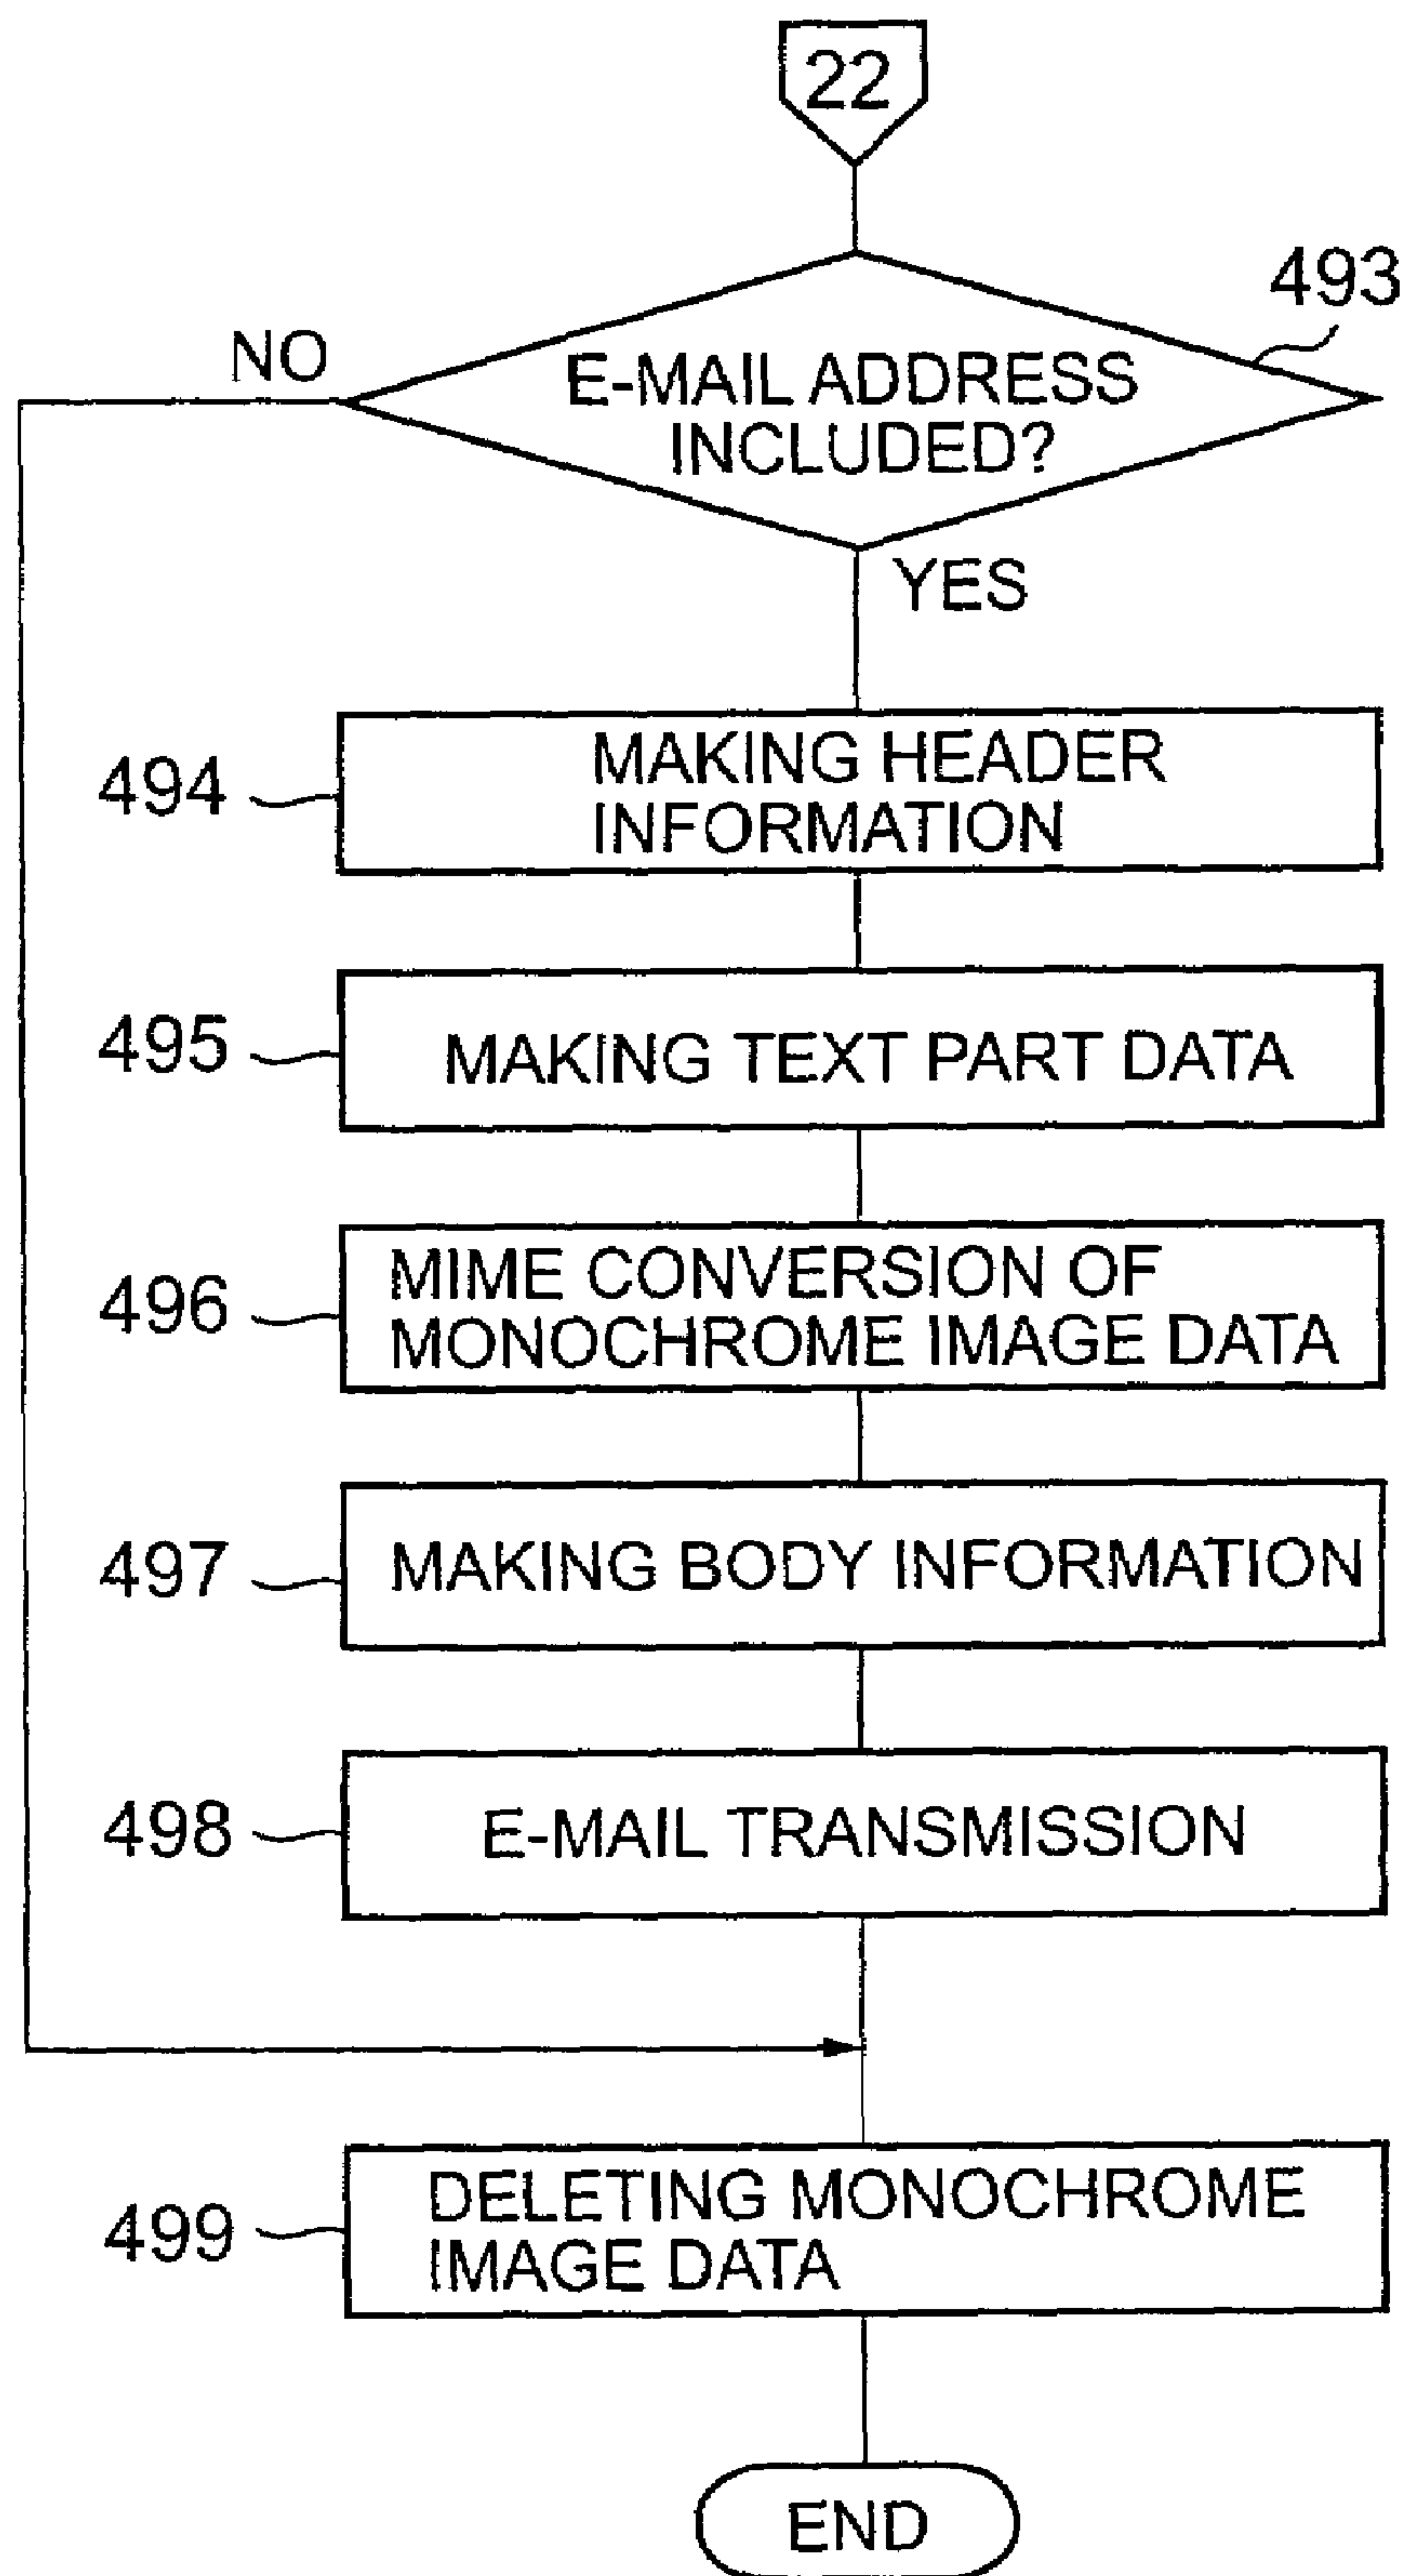 22
493
NO
E-MAIL ADDRESS
INCLUDED?
YES
494
MAKING HEADER
INFORMATION
495
MAKING TEXT PART DATA
496
MIME CONVERSION OF
MONOCHROME IMAGE DATA
497
MAKING BODY INFORMATION
498
E-MAIL TRANSMISSION
499
DELETING MONOCHROME
IMAGE DATA
END